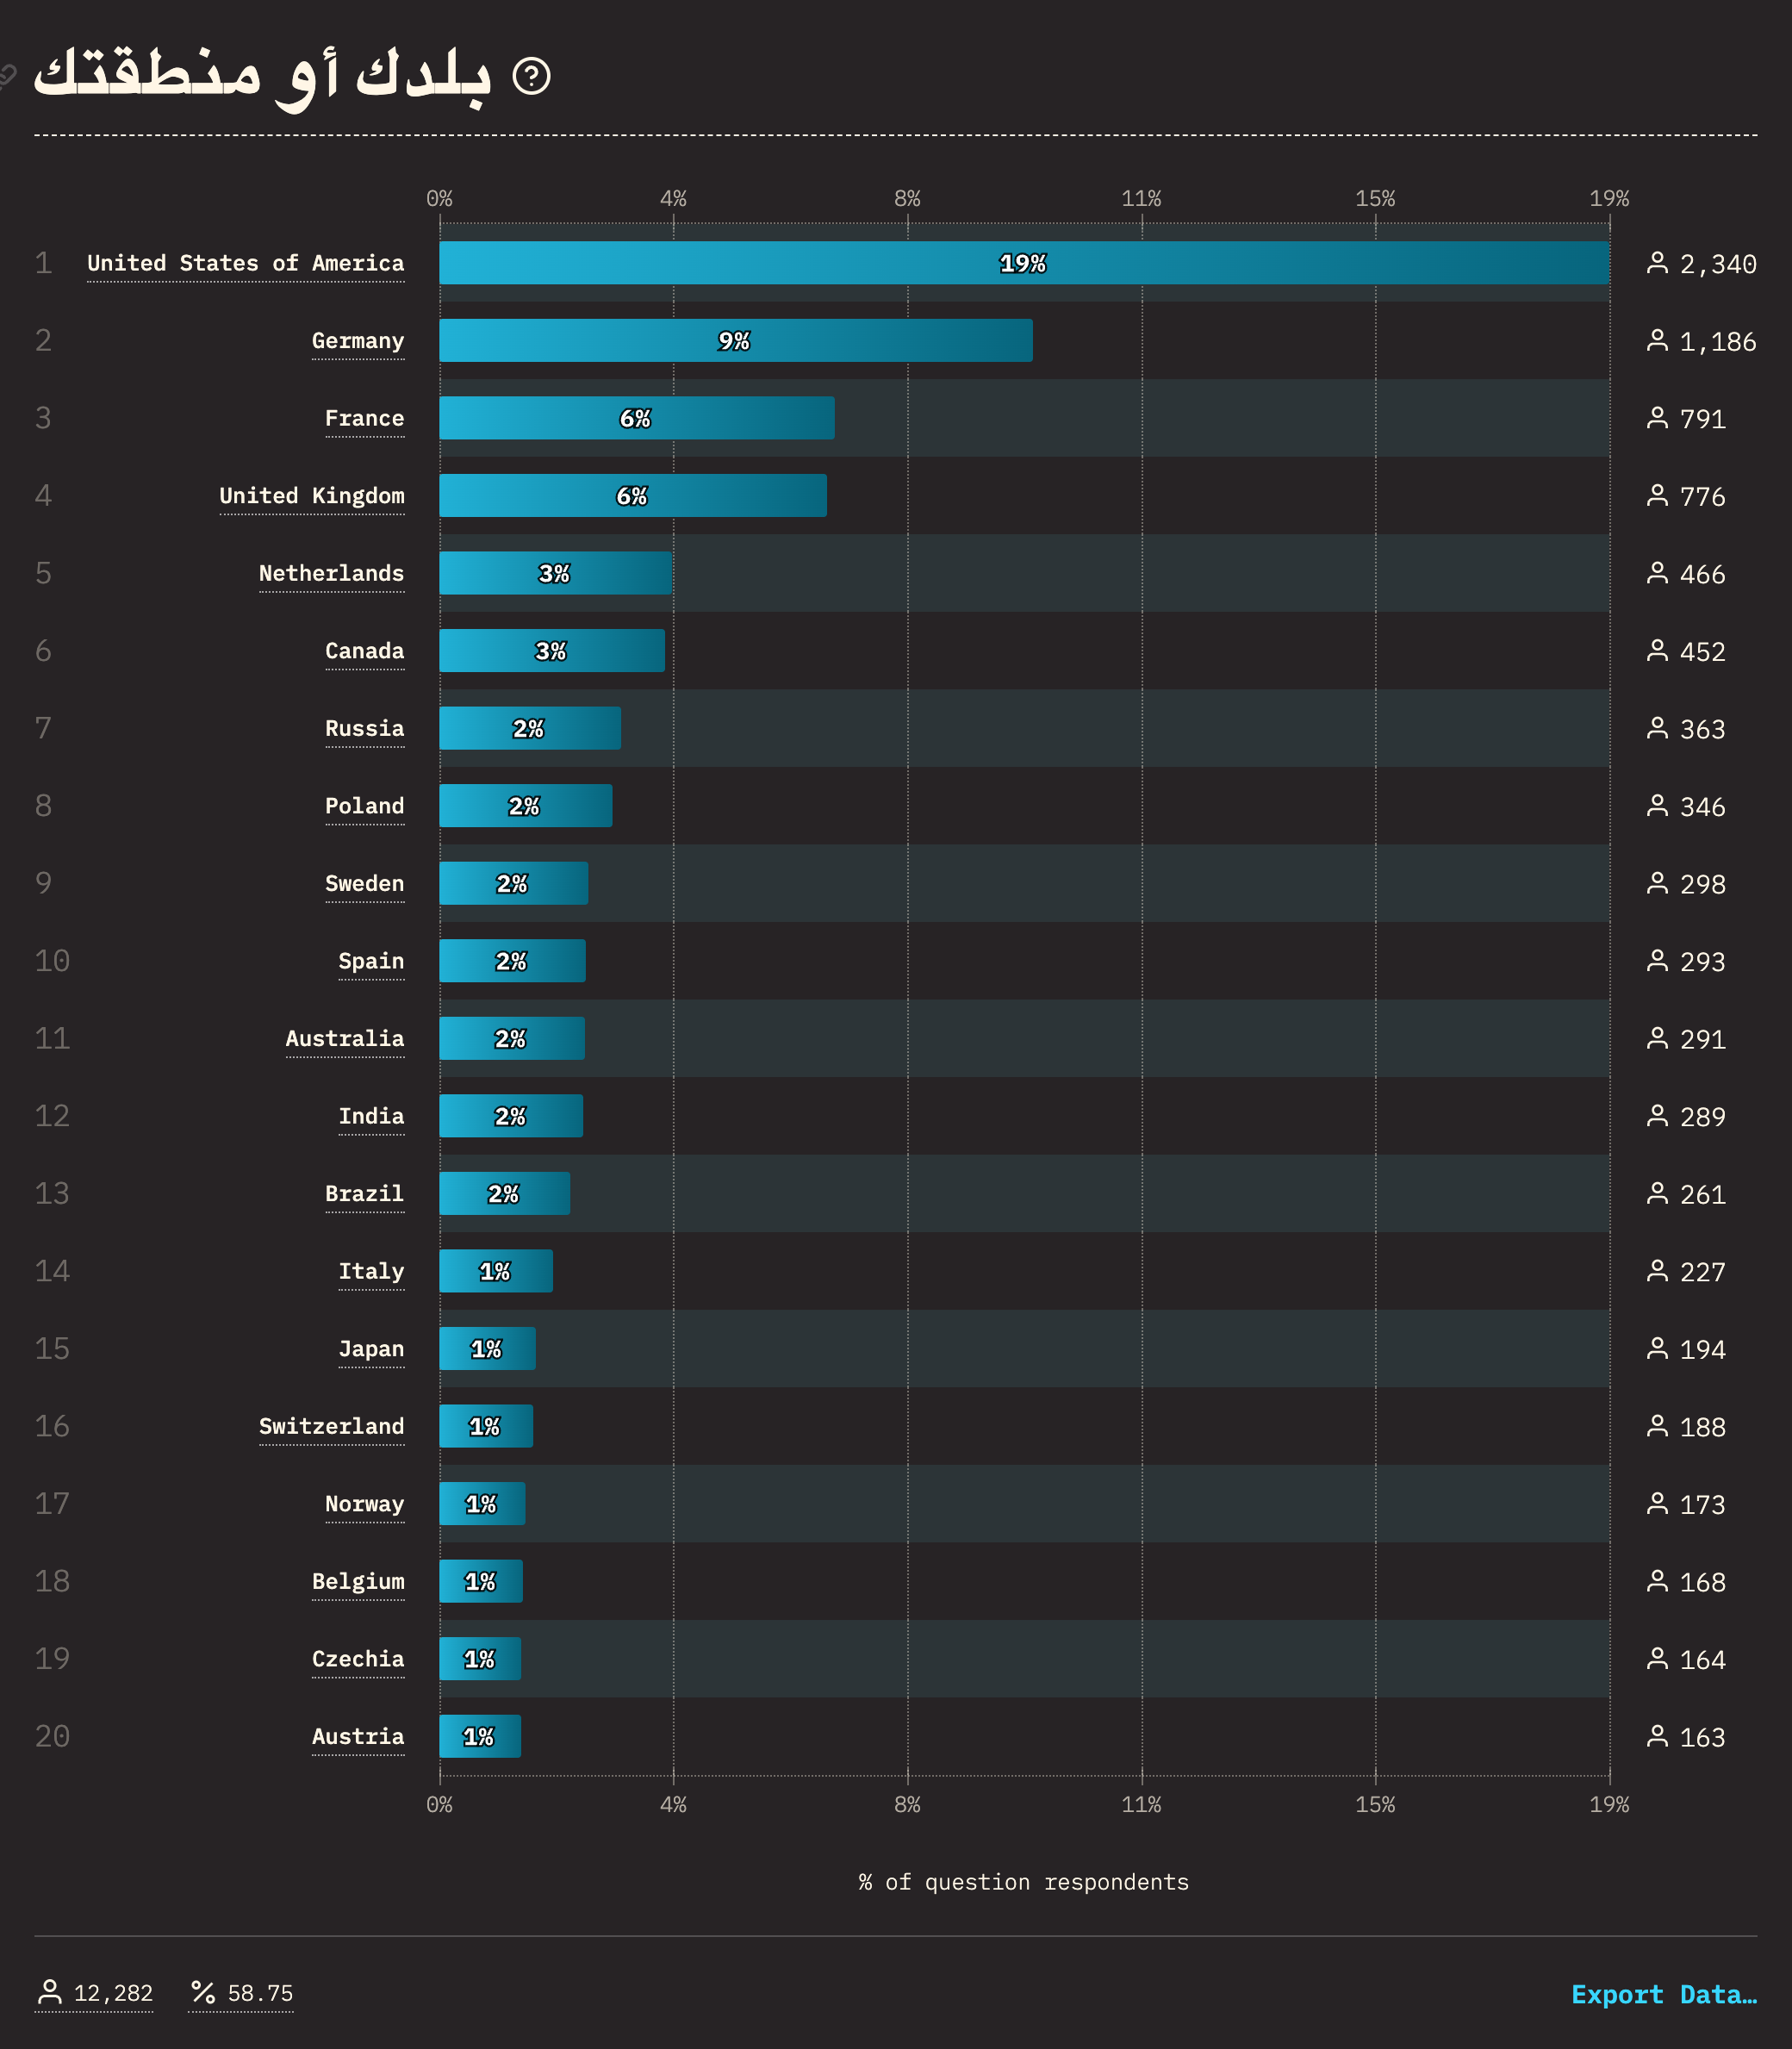 بلدك أو منطقتك
0% 4% 8% 11% 15% 19%
1 United States of America 19% 2,340
2 Germany 9% 1,186
3 France 6% 791
4 United Kingdom 6% 776
5 Netherlands 3% 466
6 Canada 3% 452
7 Russia 2% 363
8 Poland 2% 346
9 Sweden 2% 298
10 Spain 2% 293
11 Australia 2% 291
12 India 2% 289
13 Brazil 2% 261
14 Italy 1% 227
15 Japan 1% 194
16 Switzerland 1% 188
17 Norway 1% 173
18 Belgium 1% 168
19 Czechia 1% 164
20 Austria 1% 163
0% 4% 8% 11% 15% 19%
% of question respondents
12,282 % 58.75 Export Data…